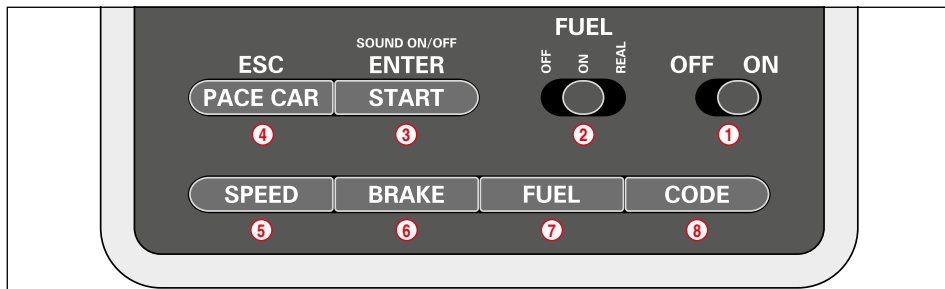 FUEL
SOUND ON/OFF
OFF ON REAL
ESC ENTER OFF ON
PACE CAR START
4 3 2 1
SPEED BRAKE FUEL CODE
5 6 7 8